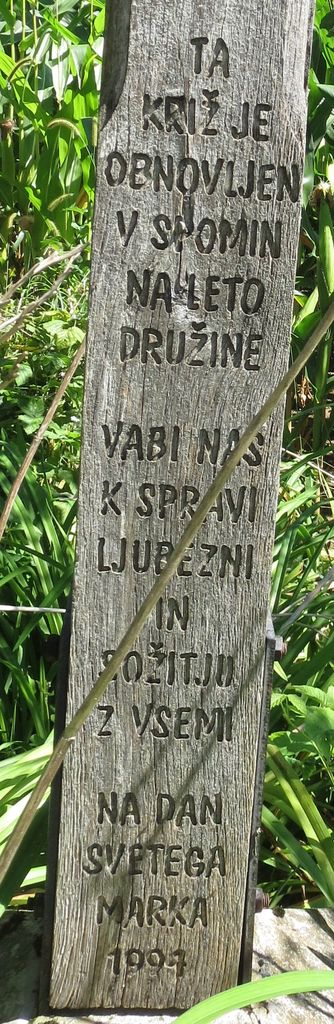 TA
KRIŽ JE
OBNOVLJEN
V SPOMIN
NA LETO
DRUŽINE
VABI NAS
K SPRAVI
LJUBEZNI
IN
SOŽITJU
Z VSEMI
NA DAN
SVETEGA
MARKA
1994